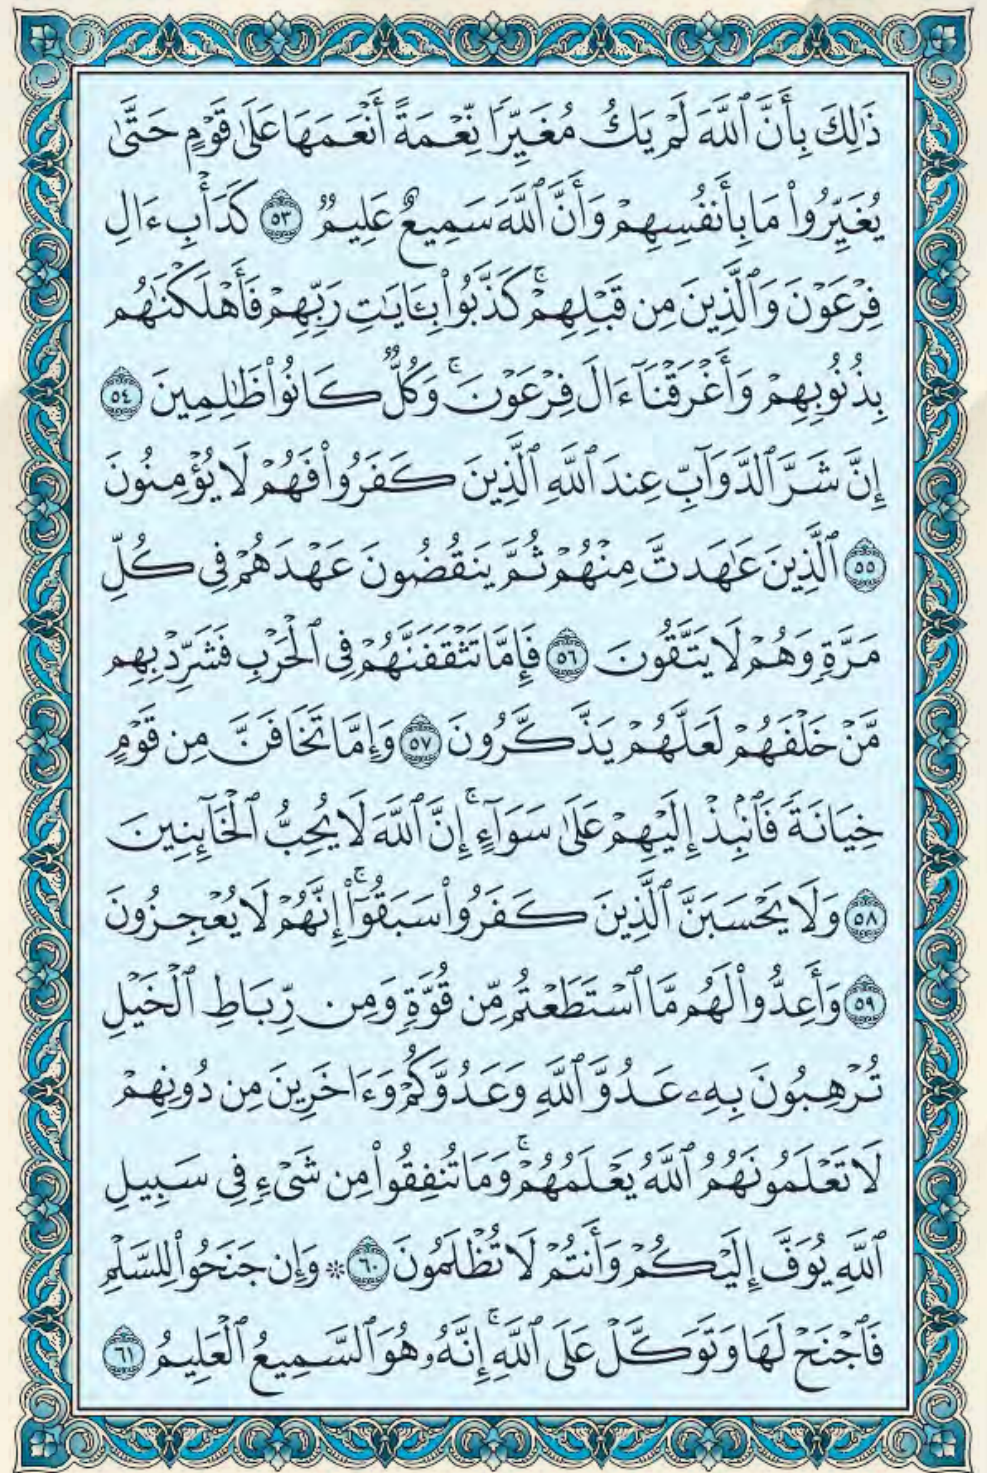 ذَٰلِكَ بِأَنَّ ٱللَّهَ لَمْ يَكُ مُغَيِّرًا نِّعْمَةً أَنْعَمَهَا عَلَىٰ قَوْمٍ حَتَّىٰ
يُغَيِّرُوا۟ مَا بِأَنفُسِهِمْ وَأَنَّ ٱللَّهَ سَمِيعٌ عَلِيمٌ ٥٣ كَدَأْبِ ءَالِ
فِرْعَوْنَ وَٱلَّذِينَ مِن قَبْلِهِمْ ۚ كَذَّبُوا۟ بِـَٔايَـٰتِ رَبِّهِمْ فَأَهْلَكْنَـٰهُم
بِذُنُوبِهِمْ وَأَغْرَقْنَآ ءَالَ فِرْعَوْنَ ۚ وَكُلٌّ كَانُوا۟ ظَـٰلِمِينَ ٥٤
إِنَّ شَرَّ ٱلدَّوَآبِّ عِندَ ٱللَّهِ ٱلَّذِينَ كَفَرُوا۟ فَهُمْ لَا يُؤْمِنُونَ
٥٥ ٱلَّذِينَ عَـٰهَدتَّ مِنْهُمْ ثُمَّ يَنقُضُونَ عَهْدَهُمْ فِى كُلِّ
مَرَّةٍ وَهُمْ لَا يَتَّقُونَ ٥٦ فَإِمَّا تَثْقَفَنَّهُمْ فِى ٱلْحَرْبِ فَشَرِّدْ بِهِم
مَّنْ خَلْفَهُمْ لَعَلَّهُمْ يَذَّكَّرُونَ ٥٧ وَإِمَّا تَخَافَنَّ مِن قَوْمٍ
خِيَانَةً فَٱنۢبِذْ إِلَيْهِمْ عَلَىٰ سَوَآءٍ ۚ إِنَّ ٱللَّهَ لَا يُحِبُّ ٱلْخَآئِنِينَ
٥٨ وَلَا يَحْسَبَنَّ ٱلَّذِينَ كَفَرُوا۟ سَبَقُوٓا۟ ۚ إِنَّهُمْ لَا يُعْجِزُونَ
٥٩ وَأَعِدُّوا۟ لَهُم مَّا ٱسْتَطَعْتُم مِّن قُوَّةٍ وَمِن رِّبَاطِ ٱلْخَيْلِ
تُرْهِبُونَ بِهِۦ عَدُوَّ ٱللَّهِ وَعَدُوَّكُمْ وَءَاخَرِينَ مِن دُونِهِمْ
لَا تَعْلَمُونَهُمُ ٱللَّهُ يَعْلَمُهُمْ ۚ وَمَا تُنفِقُوا۟ مِن شَىْءٍ فِى سَبِيلِ
ٱللَّهِ يُوَفَّ إِلَيْكُمْ وَأَنتُمْ لَا تُظْلَمُونَ ٦٠ * وَإِن جَنَحُوا۟ لِلسَّلْمِ
فَٱجْنَحْ لَهَا وَتَوَكَّلْ عَلَى ٱللَّهِ ۚ إِنَّهُۥ هُوَ ٱلسَّمِيعُ ٱلْعَلِيمُ ٦١